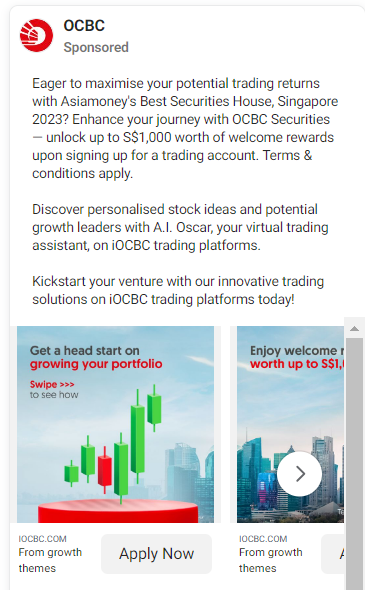 OCBC
Sponsored
Eager to maximise your potential trading returns
with Asiamoney's Best Securities House, Singapore
2023? Enhance your journey with OCBC Securities
— unlock up to S$1,000 worth of welcome rewards
upon signing up for a trading account. Terms &
conditions apply.
Discover personalised stock ideas and potential
growth leaders with A.I. Oscar, your virtual trading
assistant, on iOCBC trading platforms.
Kickstart your venture with our innovative trading
solutions on iOCBC trading platforms today!
Get a head start on
growing your portfolio
Swipe >>>
to see how
Enjoy welcome
worth up to S$1,
IOCBC.COM
From growth
themes
Apply Now
IOCBC.COM
From growth
themes